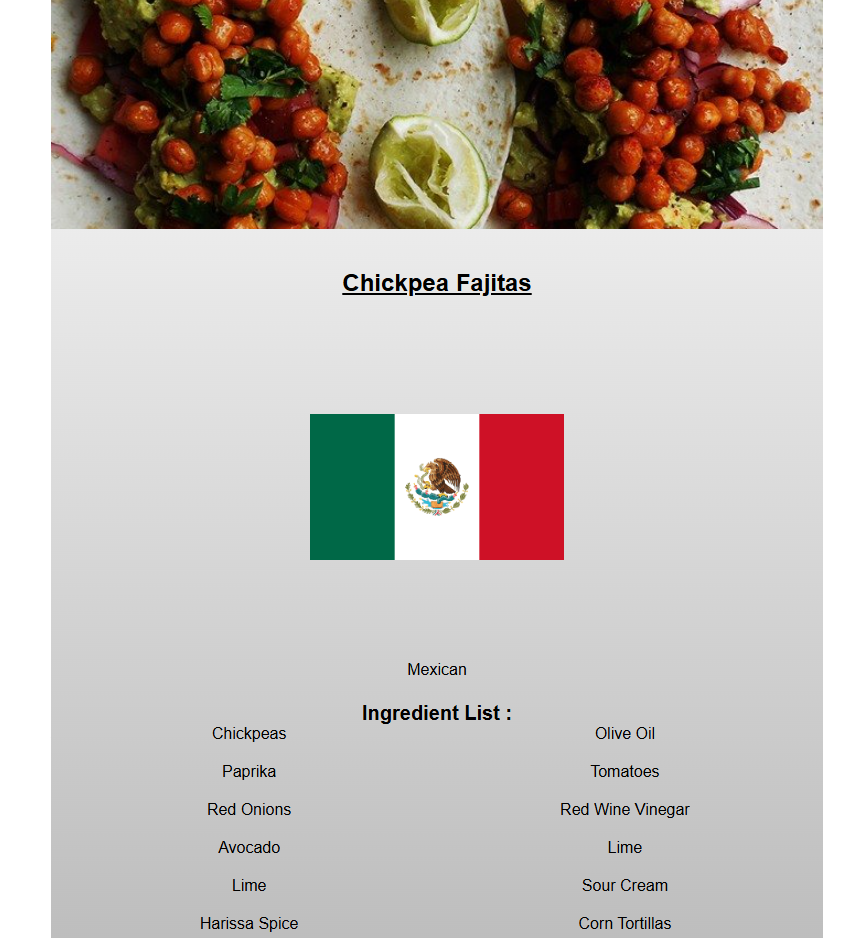 Chickpea Fajitas
Mexican
Ingredient List :
Chickpeas Olive Oil
Paprika Tomatoes
Red Onions Red Wine Vinegar
Avocado Lime
Lime Sour Cream
Harissa Spice Corn Tortillas